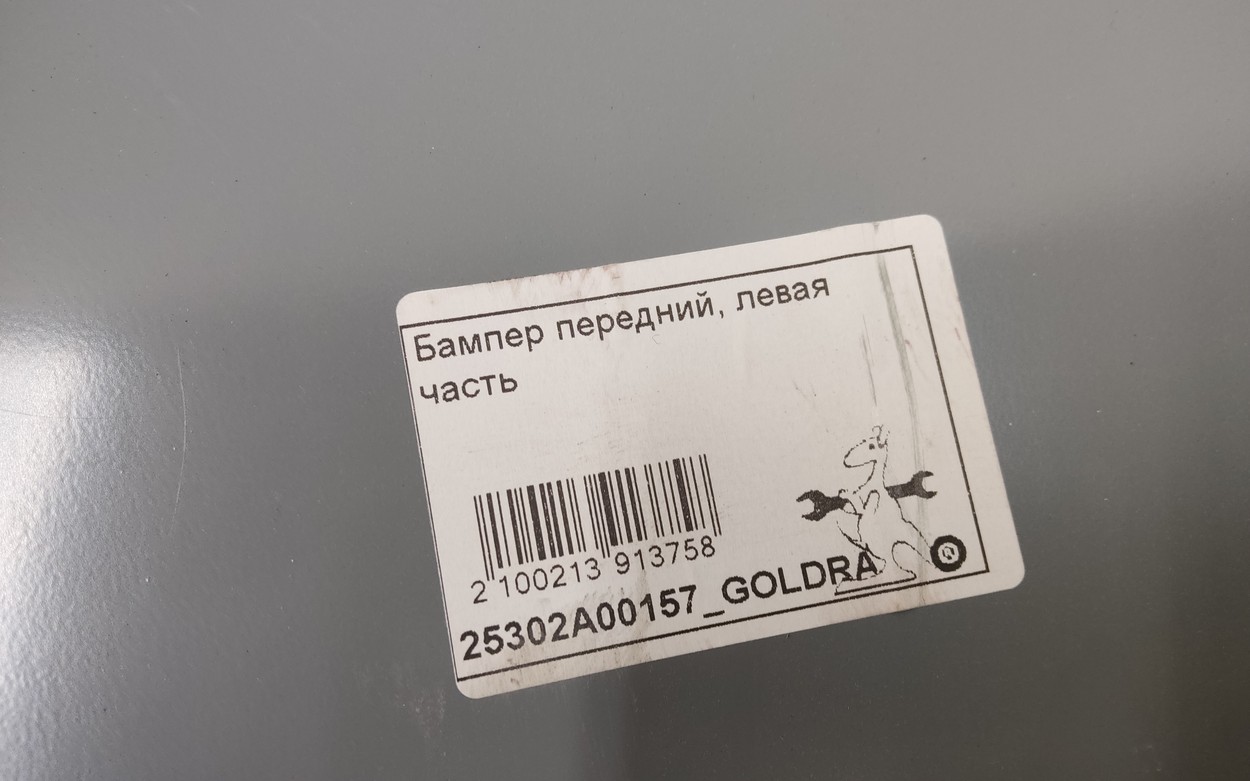 Бампер передний, левая
часть
2 100213 913758
25302A00157_GOLDRA
®